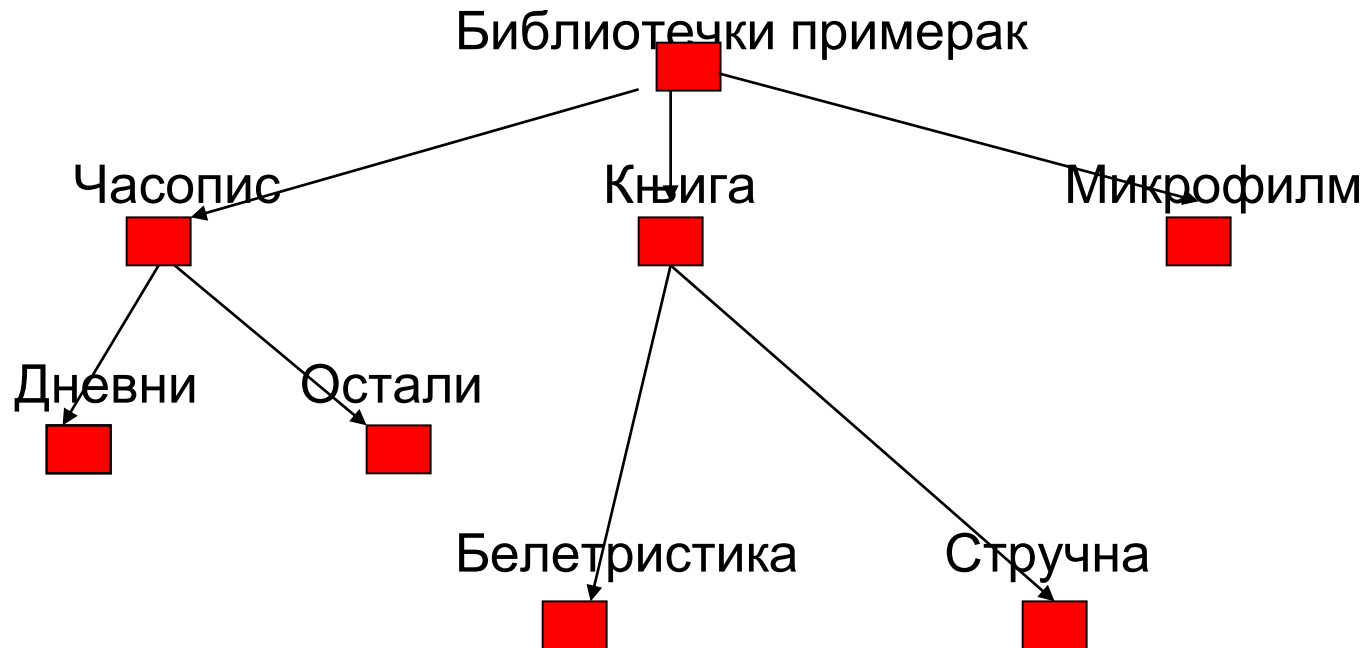 Библиотечки примерак
Часопис
Књига
Микрофилм
Дневни
Остали
Белетристика
Стручна